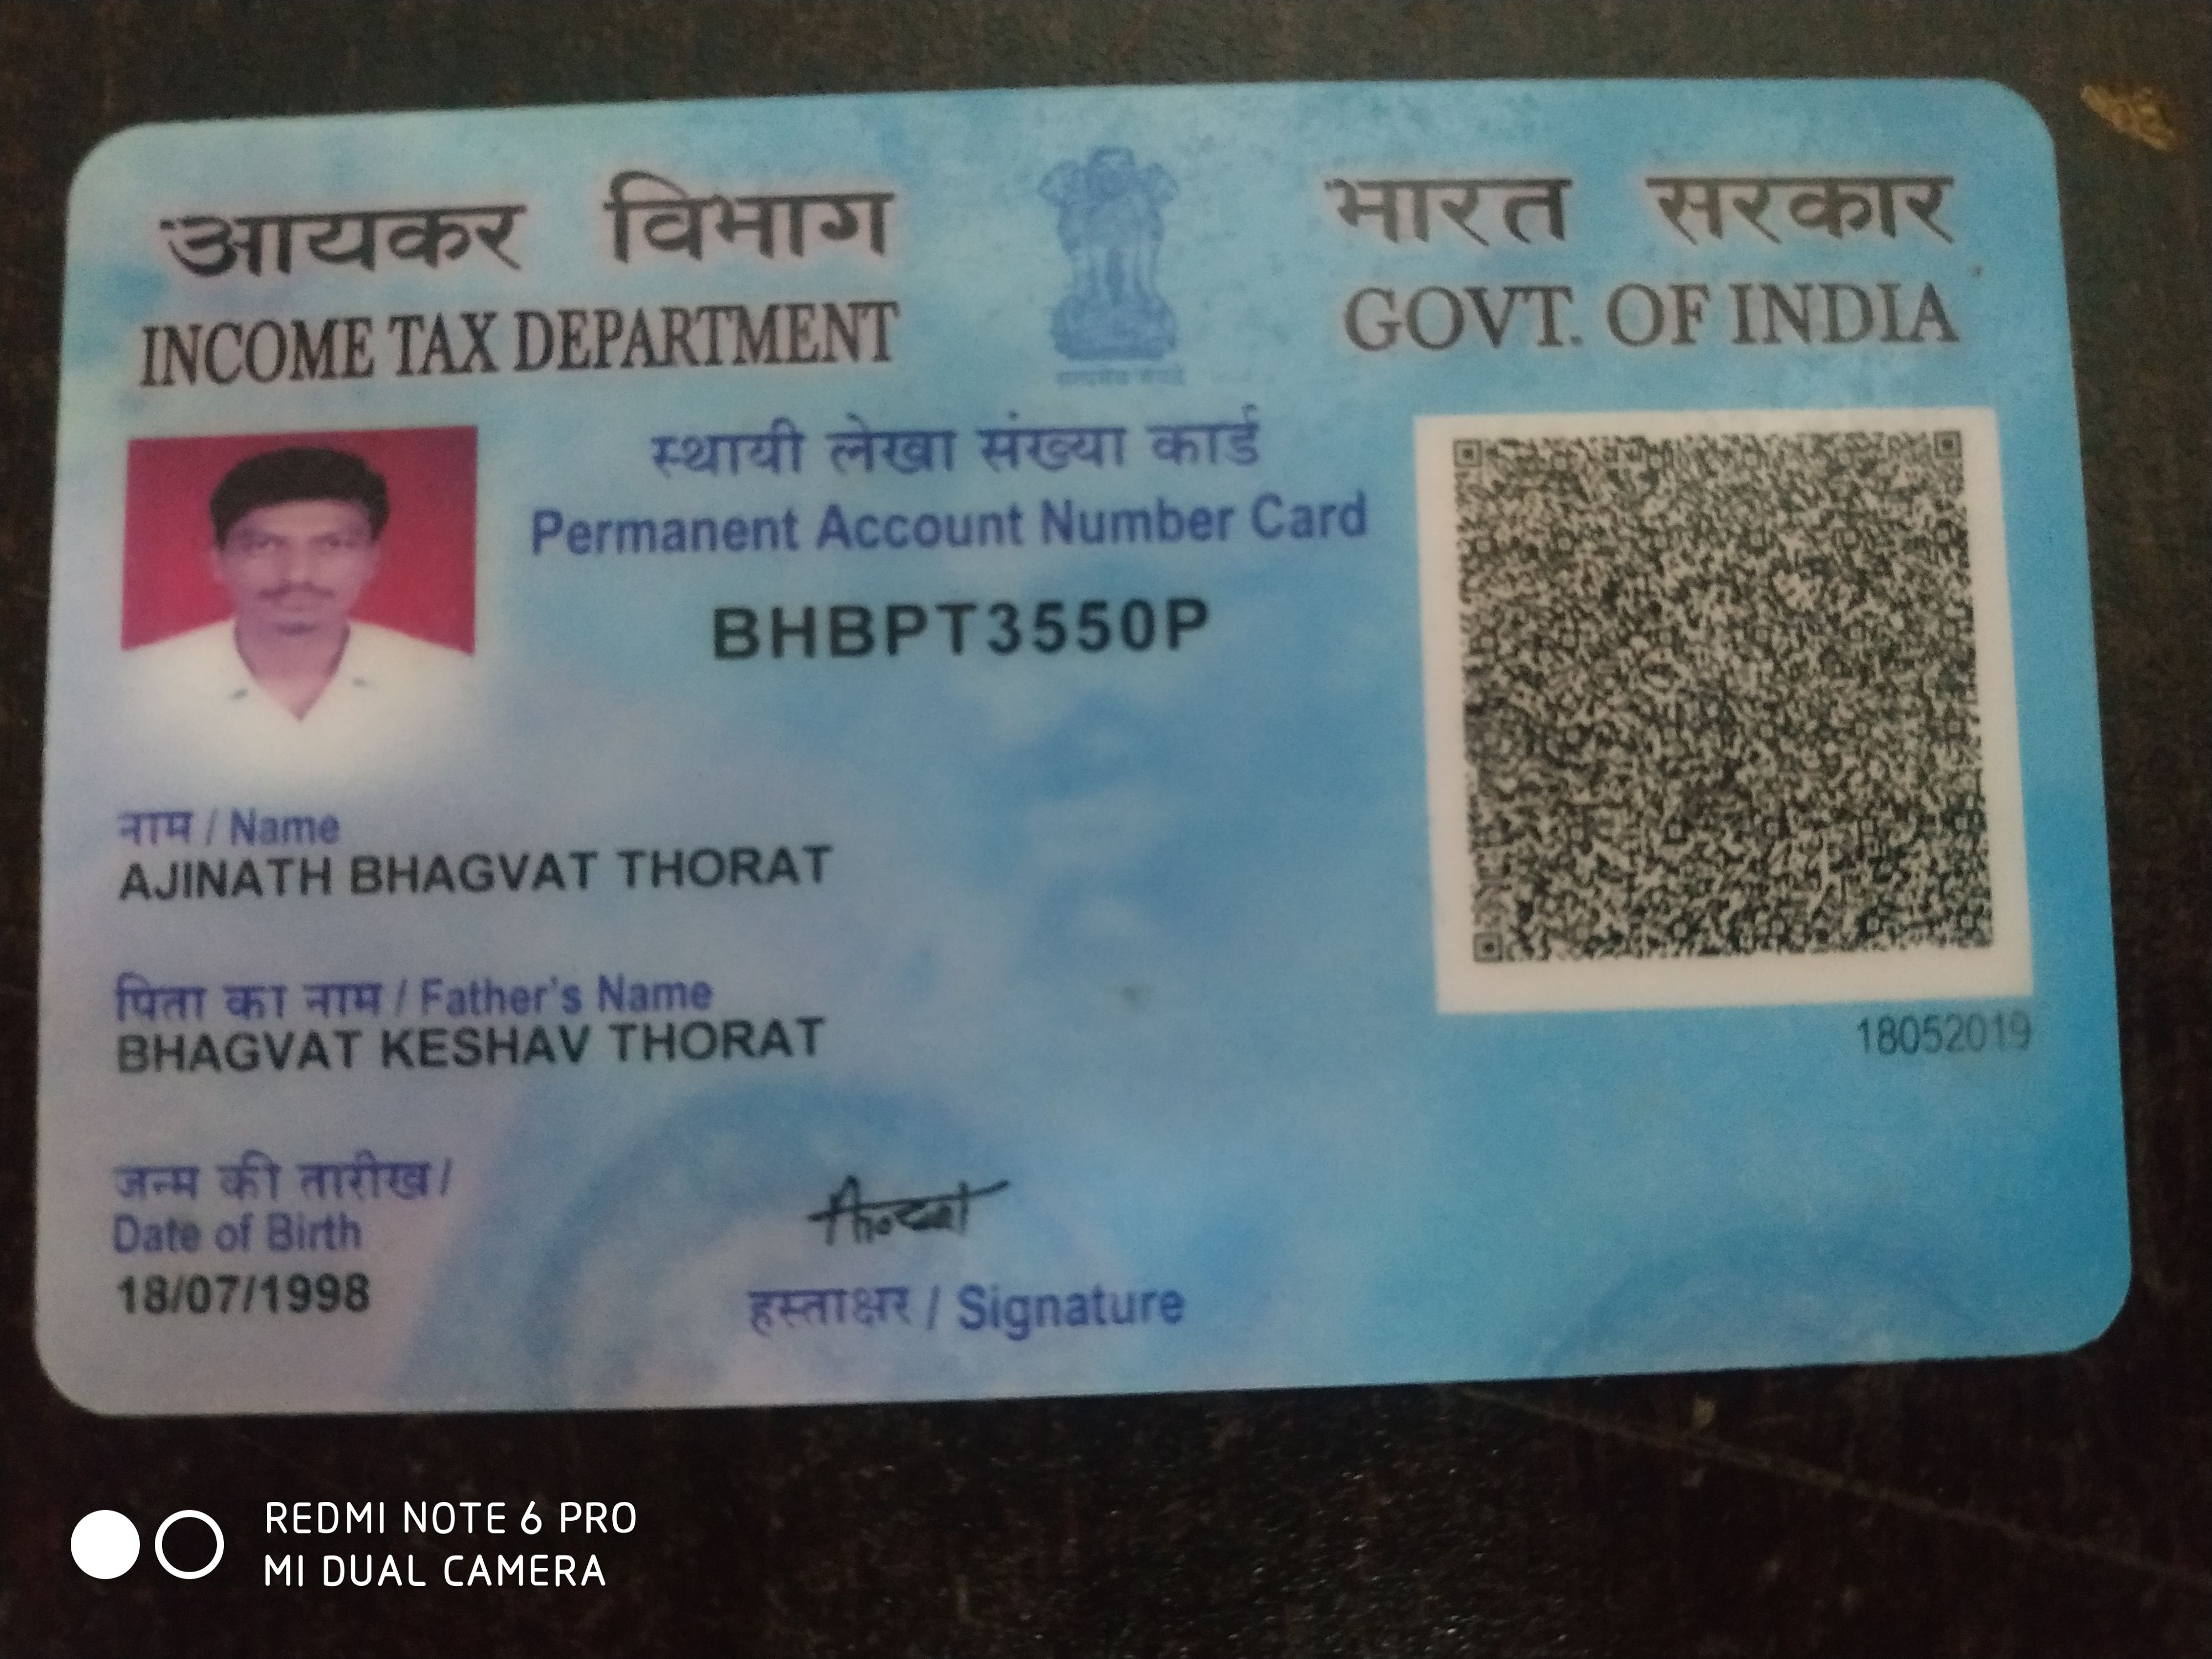 आयकर विभाग
INCOME TAX DEPARTMENT
भारत सरकार
GOVT. OF INDIA
स्थायी लेखा संख्या कार्ड
Permanent Account Number Card
BHBPT3550P
नाम / Name
AJINATH BHAGVAT THORAT
पिता का नाम / Father's Name
BHAGVAT KESHAV THORAT
18052019
जन्म की तारीख /
Date of Birth
18/07/1998
Thorat
हस्ताक्षर / Signature
REDMI NOTE 6 PRO
MI DUAL CAMERA